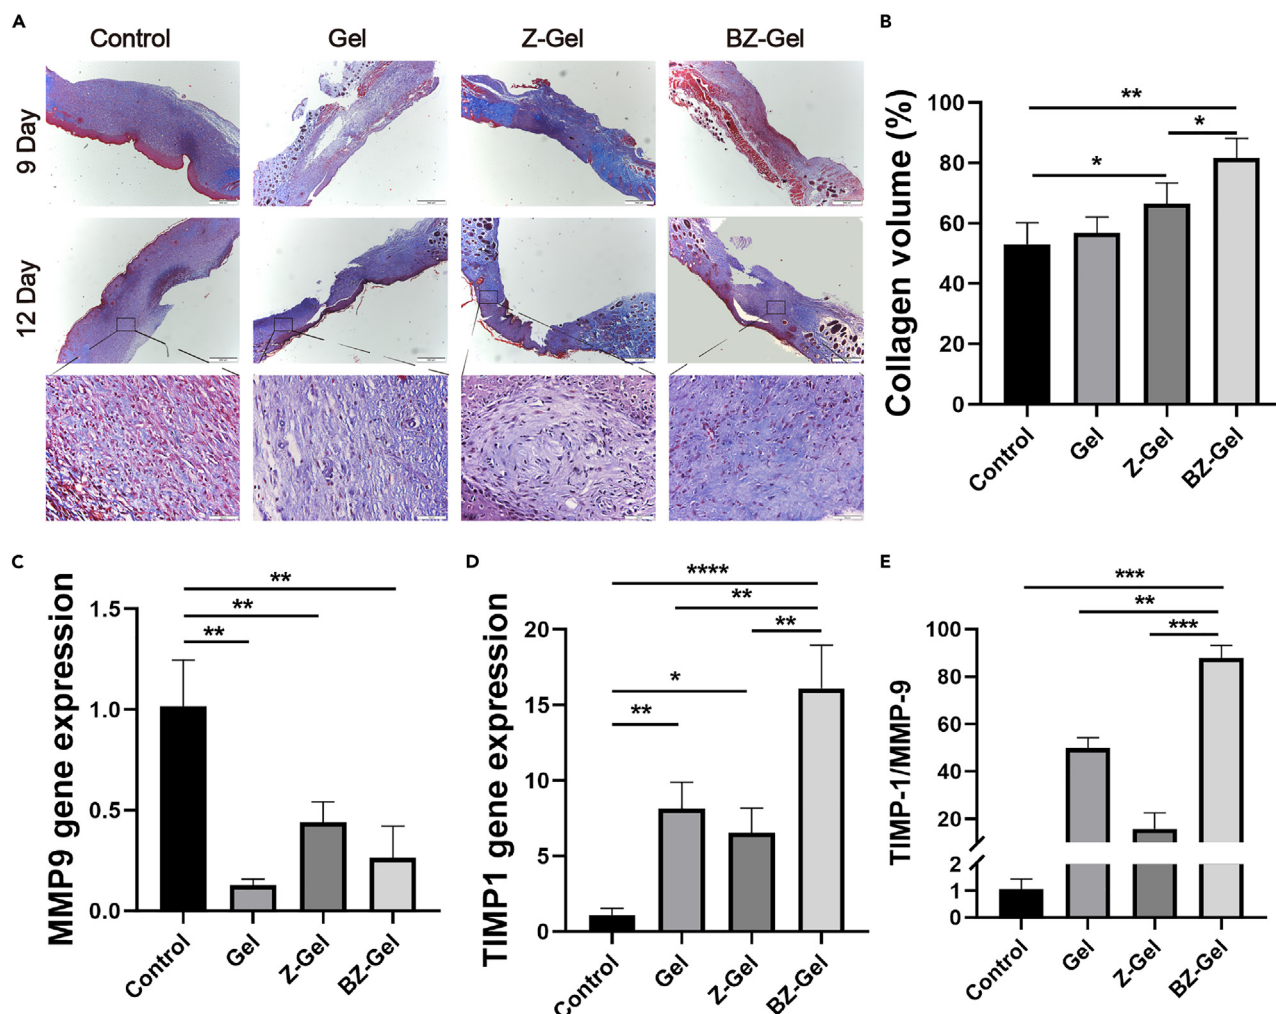 A
Control
Gel
Z-Gel
BZ-Gel
9 Day
12 Day
B
Collagen volume (%)
100
80
60
40
20
0
**
*
*
Control
Gel
Z-Gel
BZ-Gel
C
MMP9 gene expression
1.5
1.0
0.5
0.0
**
**
**
Control
Gel
Z-Gel
BZ-Gel
D
TIMP1 gene expression
20
15
10
5
0
****
**
**
*
**
Control
Gel
Z-Gel
BZ-Gel
E
TIMP-1/MMP-9
100
80
60
40
20
2
1
0
***
**
***
Control
Gel
Z-Gel
BZ-Gel